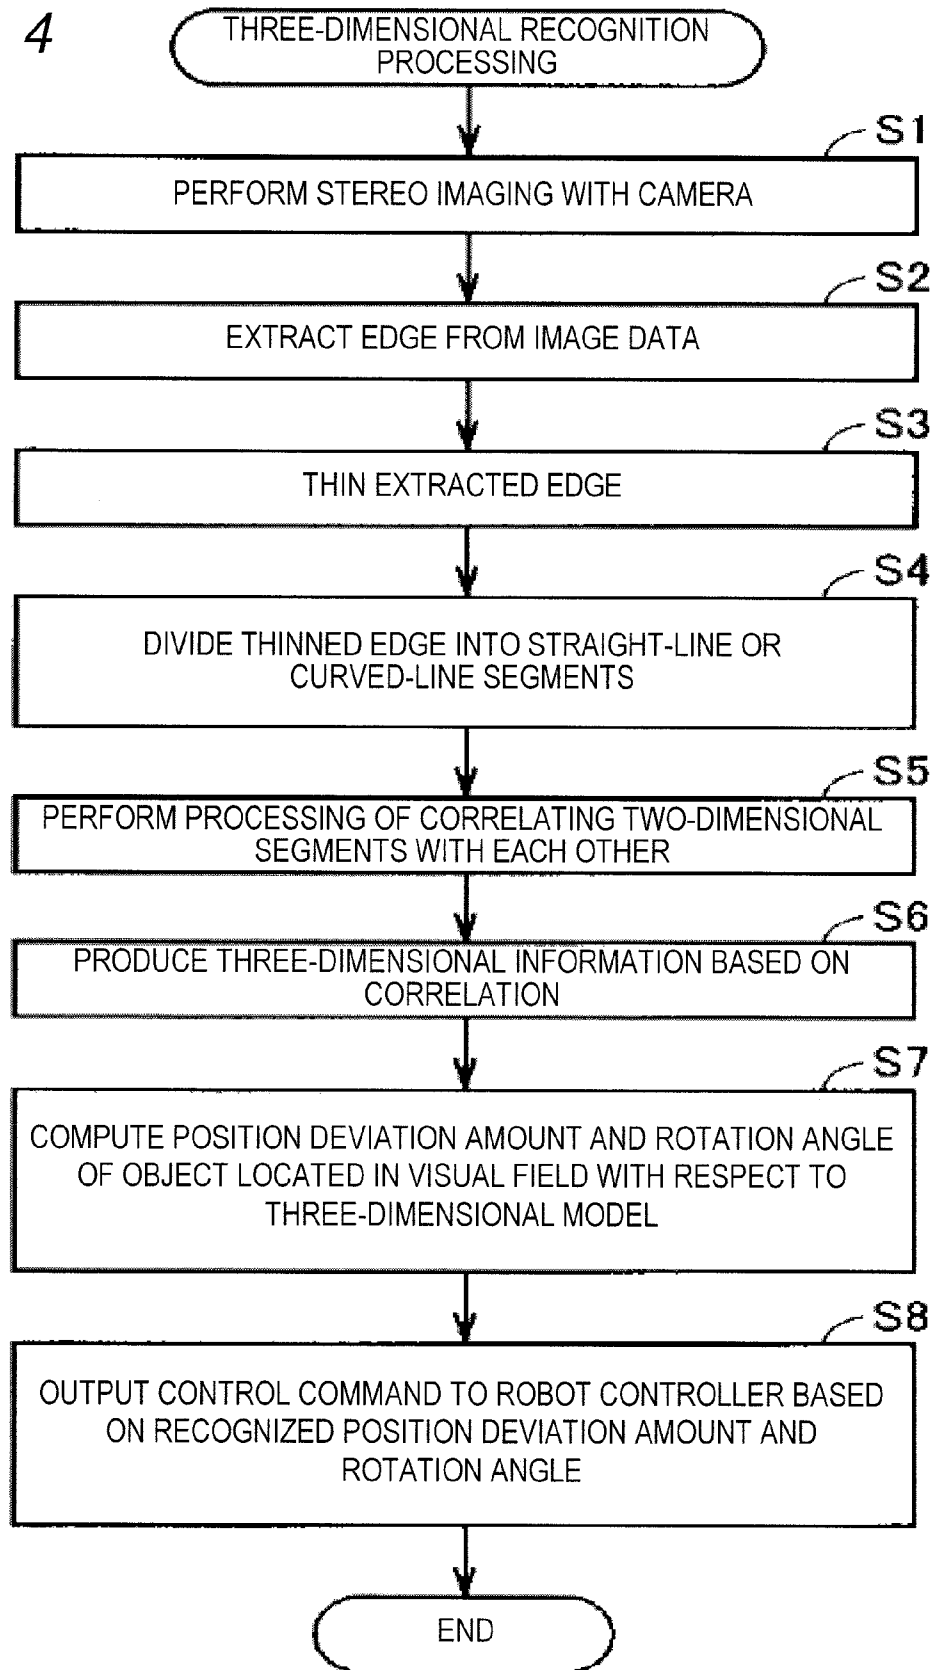 4
THREE-DIMENSIONAL RECOGNITION
PROCESSING
S1
PERFORM STEREO IMAGING WITH CAMERA
S2
EXTRACT EDGE FROM IMAGE DATA
S3
THIN EXTRACTED EDGE
S4
DIVIDE THINNED EDGE INTO STRAIGHT-LINE OR
CURVED-LINE SEGMENTS
S5
PERFORM PROCESSING OF CORRELATING TWO-DIMENSIONAL
SEGMENTS WITH EACH OTHER
S6
PRODUCE THREE-DIMENSIONAL INFORMATION BASED ON
CORRELATION
S7
COMPUTE POSITION DEVIATION AMOUNT AND ROTATION ANGLE
OF OBJECT LOCATED IN VISUAL FIELD WITH RESPECT TO
THREE-DIMENSIONAL MODEL
S8
OUTPUT CONTROL COMMAND TO ROBOT CONTROLLER BASED
ON RECOGNIZED POSITION DEVIATION AMOUNT AND
ROTATION ANGLE
END